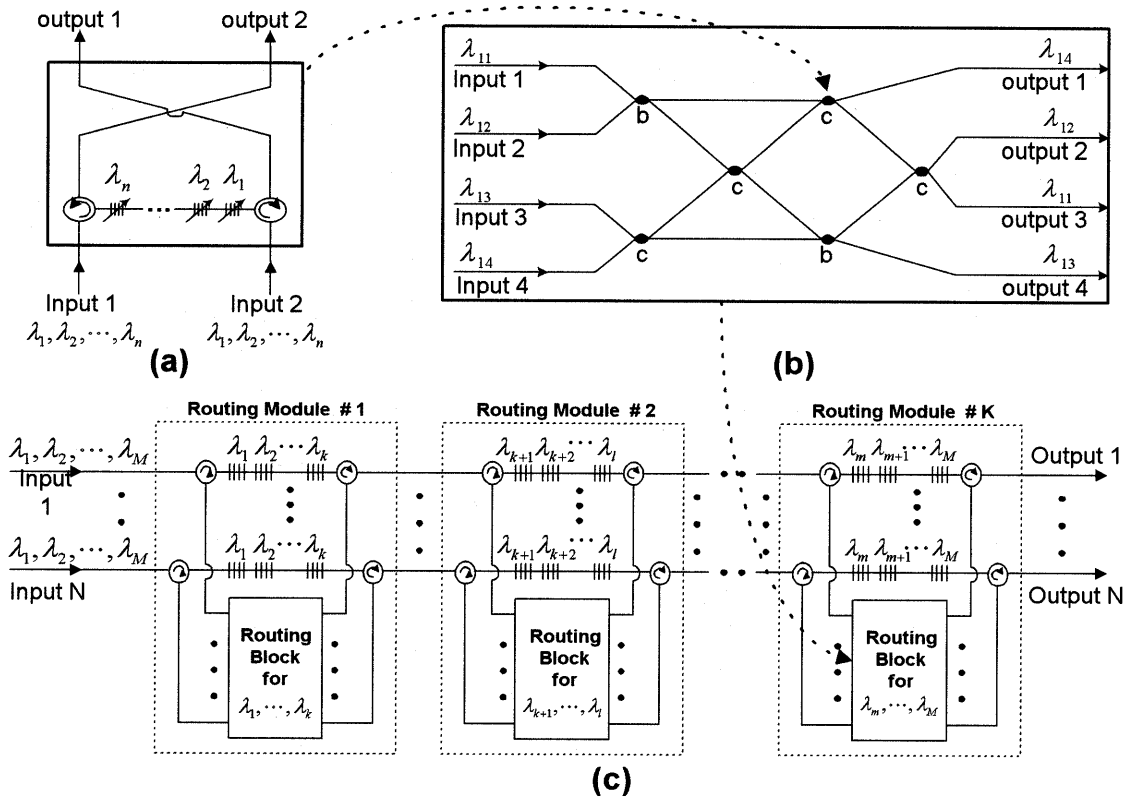 output 1 output 2
λn λ2 λ1
Input 1 Input 2
λ1, λ2, ⋯, λn λ1, λ2, ⋯, λn
(a)
λ11 λ14
Input 1 output 1
b c
λ12 λ12
Input 2 output 2
c c
λ13 λ11
Input 3 output 3
c b
λ14 λ13
Input 4 output 4
(b)
Routing Module # 1 Routing Module # 2 Routing Module # K
λ1, λ2, ⋯, λM λ1 λ2 ⋯ λk λk+1 λk+2 ⋯ λl λm λm+1 ⋯ λM Output 1
Input
1
λ1, λ2, ⋯, λM λ1 λ2 ⋯ λk λk+1 λk+2 ⋯ λl λm λm+1 ⋯ λM
Input N Output N
Routing Routing Routing
Block Block Block
for for for
λ1, ⋯, λk λk+1, ⋯, λl λm, ⋯, λM
(c)